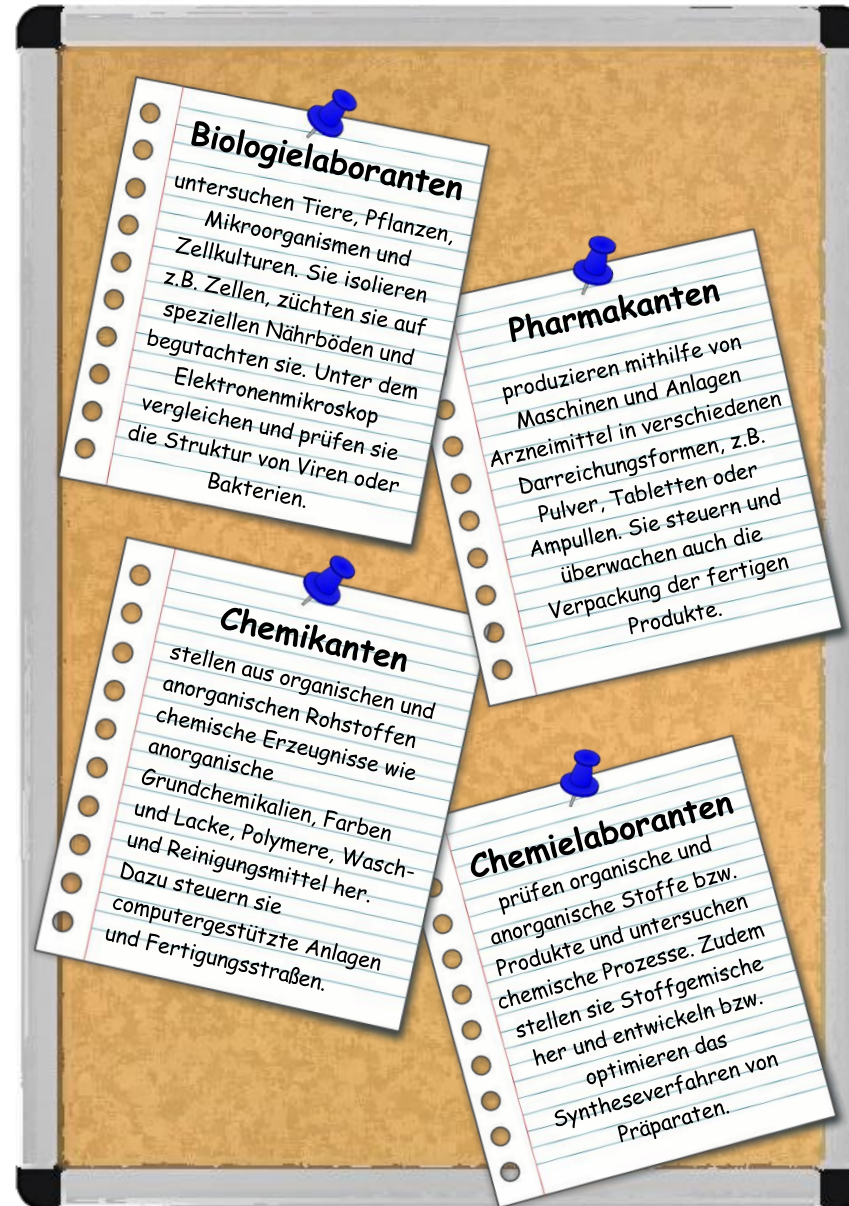 Biologielaboranten
untersuchen Tiere, Pflanzen,
Mikroorganismen und
Zellkulturen. Sie isolieren
z.B. Zellen, züchten sie auf
speziellen Nährböden und
begutachten sie. Unter dem
Elektronenmikroskop
vergleichen und prüfen sie
die Struktur von Viren oder
Bakterien.
Pharmakanten
produzieren mithilfe von
Maschinen und Anlagen
Arzneimittel in verschiedenen
Darreichungsformen, z.B.
Pulver, Tabletten oder
Ampullen. Sie steuern und
überwachen auch die
Verpackung der fertigen
Produkte.
Chemikanten
stellen aus organischen und
anorganischen Rohstoffen
chemische Erzeugnisse wie
anorganische
Grundchemikalien, Farben
und Lacke, Polymere, Wasch-
und Reinigungsmittel her.
Dazu steuern sie
computergestützte Anlagen
und Fertigungsstraßen.
Chemielaboranten
prüfen organische und
anorganische Stoffe bzw.
Produkte und untersuchen
chemische Prozesse. Zudem
stellen sie Stoffgemische
her und entwickeln bzw.
optimieren das
Syntheseverfahren von
Präparaten.